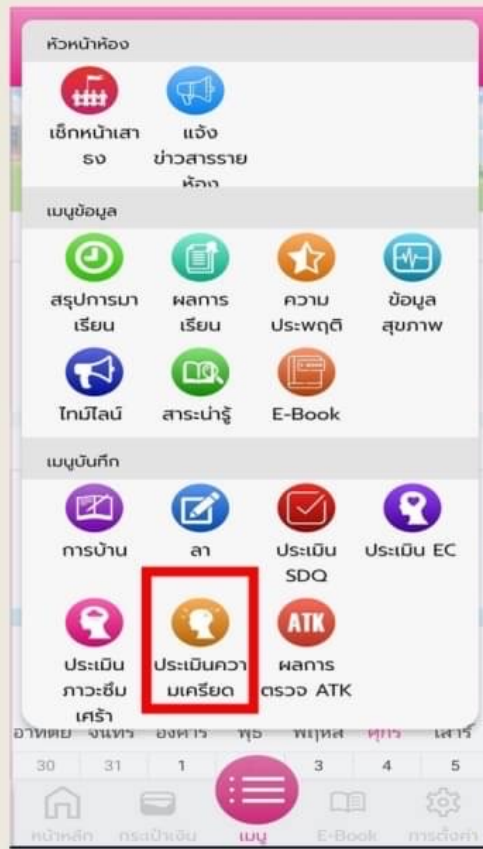 หัวหน้าห้อง
เช็กหน้าเสา
ธง
แจ้ง
ข่าวสารราย
ห้อง
เมนูข้อมูล
สรุปการมา
เรียน
ผลการ
เรียน
ความ
ประพฤติ
ข้อมูล
สุขภาพ
ไทม์ไลน์
สาระน่ารู้
E-Book
เมนูบันทึก
การบ้าน
ลา
ประเมิน
SDQ
ประเมิน EC
ประเมิน
ภาวะซึม
เศร้า
ประเมินควา
มเครียด
ATK
ผลการ
ตรวจ ATK
อาทิตย์ จันทร์ อังคาร พุธ พฤหัส ศุกร์ เสาร์
30 31 1 3 4 5
หน้าหลัก กระเป๋าเงิน เมนู E-Book การตั้งค่า